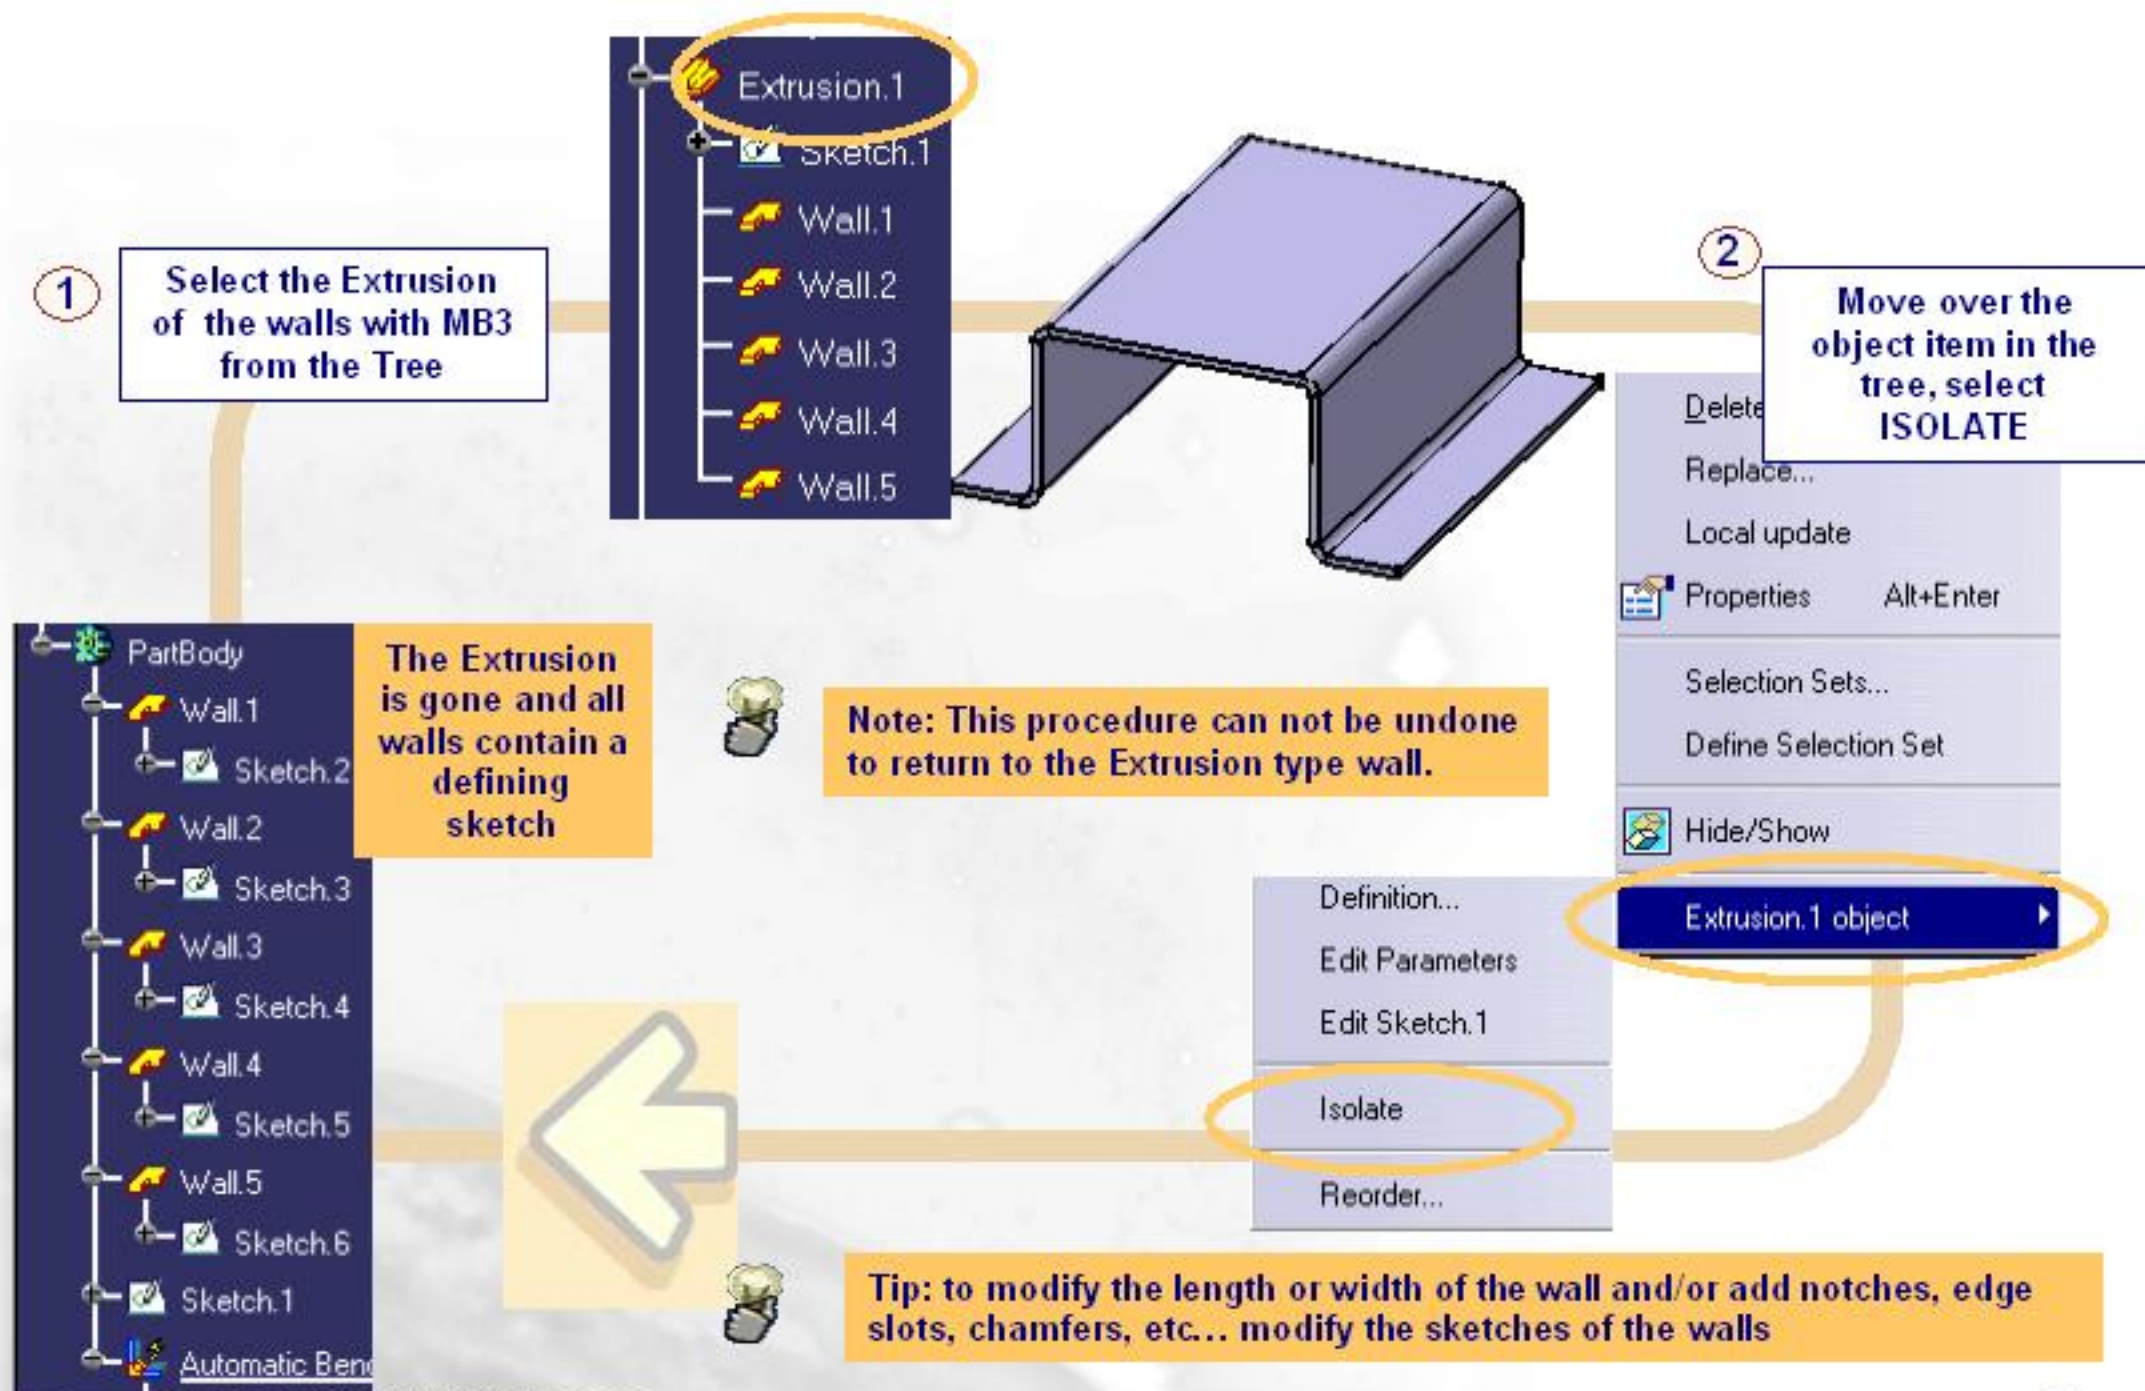 Extrusion.1
Sketch.1
Wall.1
Wall.2
Wall.3
Wall.4
Wall.5
1
Select the Extrusion
of the walls with MB3
from the Tree
2
Move over the
object item in the
tree, select
ISOLATE
Delete
Replace...
Local update
Properties Alt+Enter
Selection Sets...
Define Selection Set
Hide/Show
Extrusion.1 object
Definition...
Edit Parameters
Edit Sketch.1
Isolate
Reorder...
PartBody
Wall.1
Sketch.2
Wall.2
Sketch.3
Wall.3
Sketch.4
Wall.4
Sketch.5
Wall.5
Sketch.6
Sketch.1
Automatic Bend
The Extrusion
is gone and all
walls contain a
defining
sketch
Note: This procedure can not be undone
to return to the Extrusion type wall.
Tip: to modify the length or width of the wall and/or add notches, edge
slots, chamfers, etc... modify the sketches of the walls